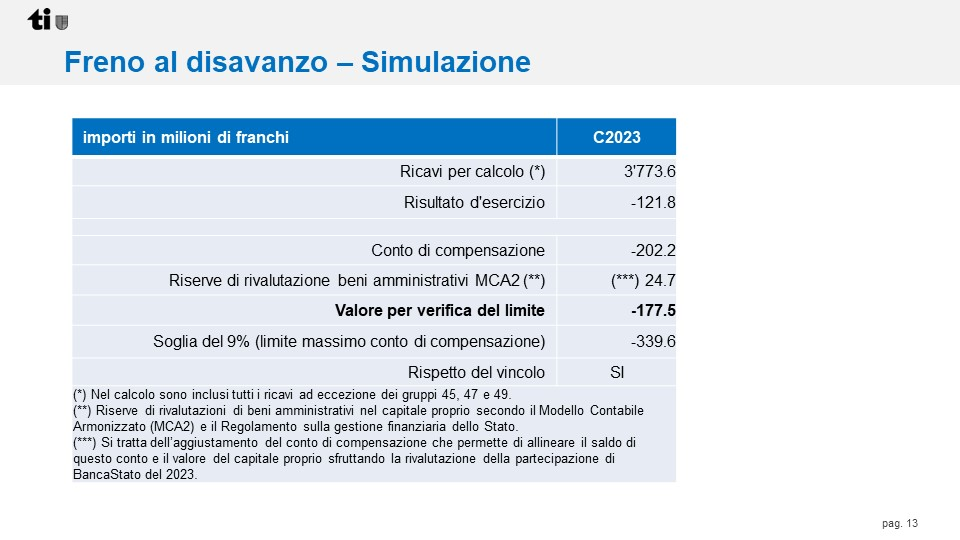 ti
Freno al disavanzo – Simulazione
importi in milioni di franchi C2023
Ricavi per calcolo (*) 3'773.6
Risultato d'esercizio -121.8
Conto di compensazione -202.2
Riserve di rivalutazione beni amministrativi MCA2 (**) (***) 24.7
Valore per verifica del limite -177.5
Soglia del 9% (limite massimo conto di compensazione) -339.6
Rispetto del vincolo SI
(*) Nel calcolo sono inclusi tutti i ricavi ad eccezione dei gruppi 45, 47 e 49.
(**) Riserve di rivalutazioni di beni amministrativi nel capitale proprio secondo il Modello Contabile
Armonizzato (MCA2) e il Regolamento sulla gestione finanziaria dello Stato.
(***) Si tratta dell'aggiustamento del conto di compensazione che permette di allineare il saldo di
questo conto e il valore del capitale proprio sfruttando la rivalutazione della partecipazione di
BancaStato del 2023.
pag. 13